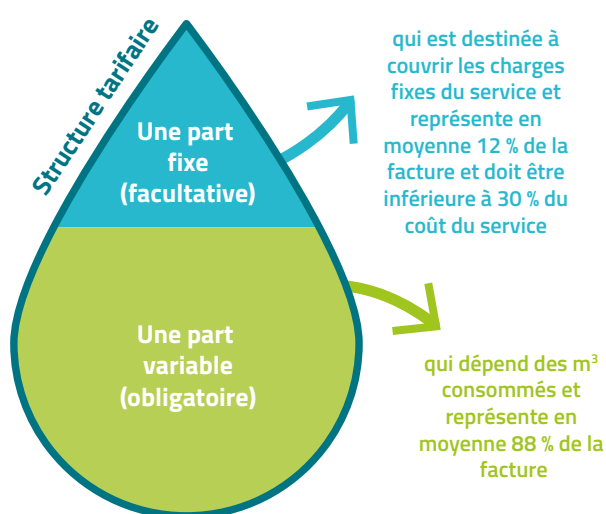 Structure tarifaire
Une part
fixe
(facultative)
qui est destinée à
couvrir les charges
fixes du service et
représente en
moyenne 12 % de la
facture et doit être
inférieure à 30 % du
coût du service
Une part
variable
(obligatoire)
qui dépend des m³
consommés et
représente en
moyenne 88 % de la
facture